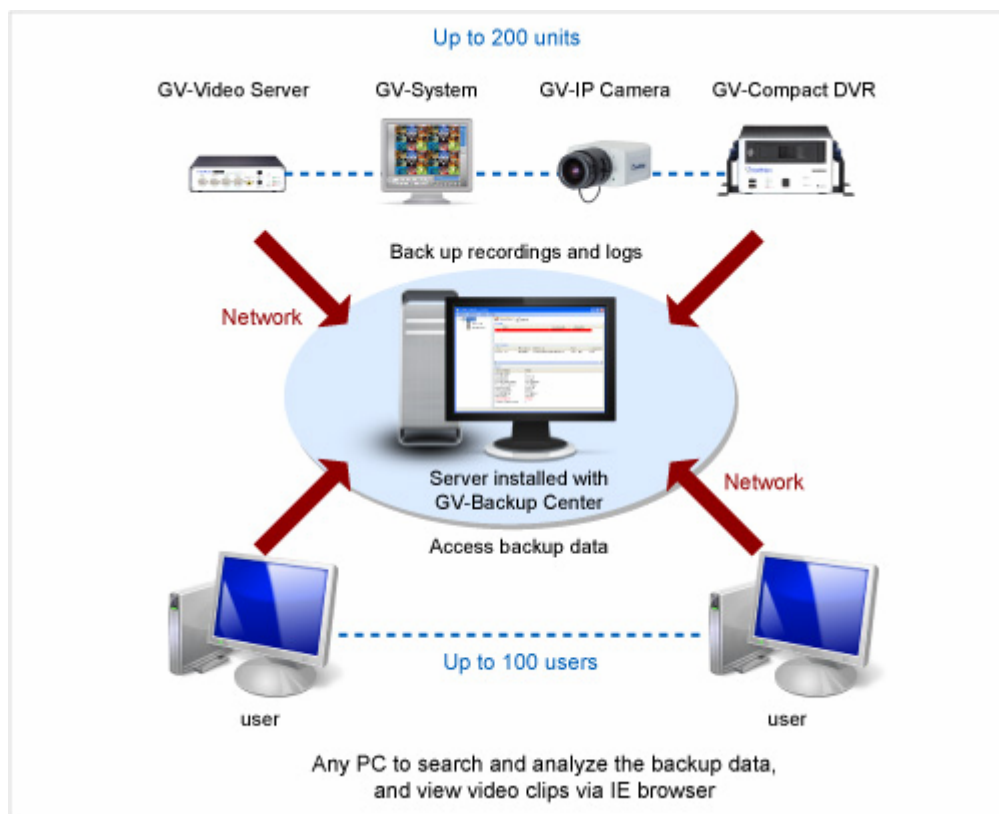 Up to 200 units
GV-Video Server
GV-System
GV-IP Camera
GV-Compact DVR
Back up recordings and logs
Network
Server installed with
GV-Backup Center
Network
Access backup data
Up to 100 users
user
user
Any PC to search and analyze the backup data,
and view video clips via IE browser